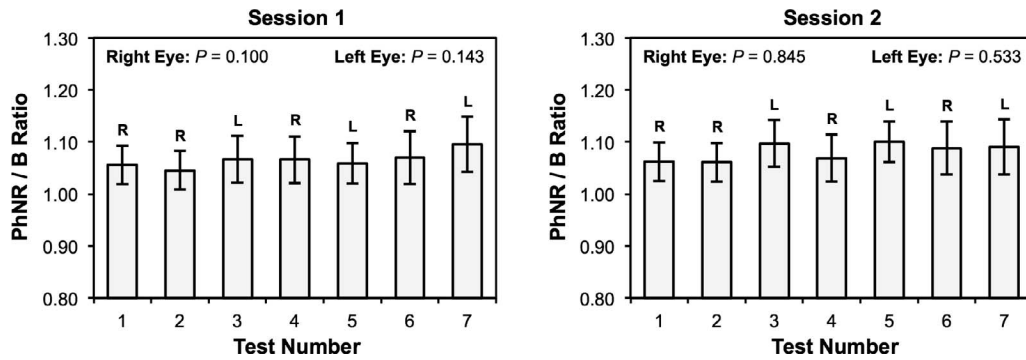 Session 1
Right Eye: P = 0.100 Left Eye: P = 0.143
PhNR / B Ratio
1.30
1.20
1.10
1.00
0.90
0.80
R R L R L R L
1 2 3 4 5 6 7
Test Number
Session 2
Right Eye: P = 0.845 Left Eye: P = 0.533
PhNR / B Ratio
1.30
1.20
1.10
1.00
0.90
0.80
R R L R L R L
1 2 3 4 5 6 7
Test Number